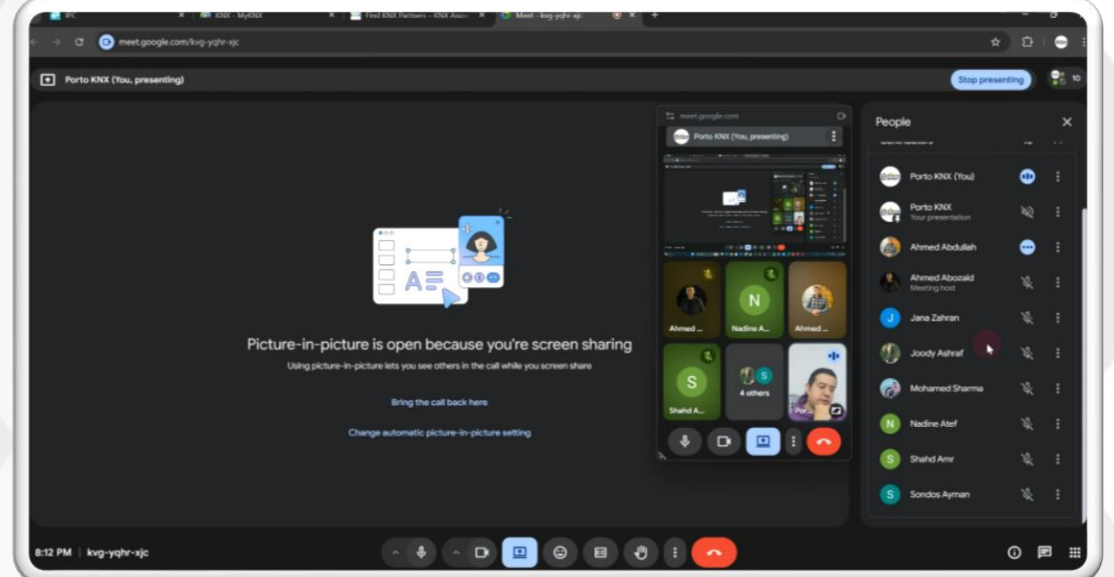 IPC
KNX - MyKNX
Find KNX Partners – KNX Assoc
Meet - kvg-yqhr-xjc
meet.google.com/kvg-yqhr-xjc
Porto KNX (You, presenting)
Stop presenting
10
meet.google.com
Porto KNX (You, presenting)
Ahmed ...
N
Nadine A...
Ahmed ...
S
Shahd A...
S
4 others
Por...
Picture-in-picture is open because you're screen sharing
Using picture-in-picture lets you see others in the call while you screen share
Bring the call back here
Change automatic picture-in-picture setting
People
Porto KNX (You)
Porto KNX
Your presentation
Ahmed Abdullah
Ahmed Abozaid
Meeting host
J
Jana Zahran
Joody Ashraf
Mohamed Sharma
N
Nadine Atef
S
Shahd Amr
S
Sondos Ayman
8:12 PM | kvg-yqhr-xjc